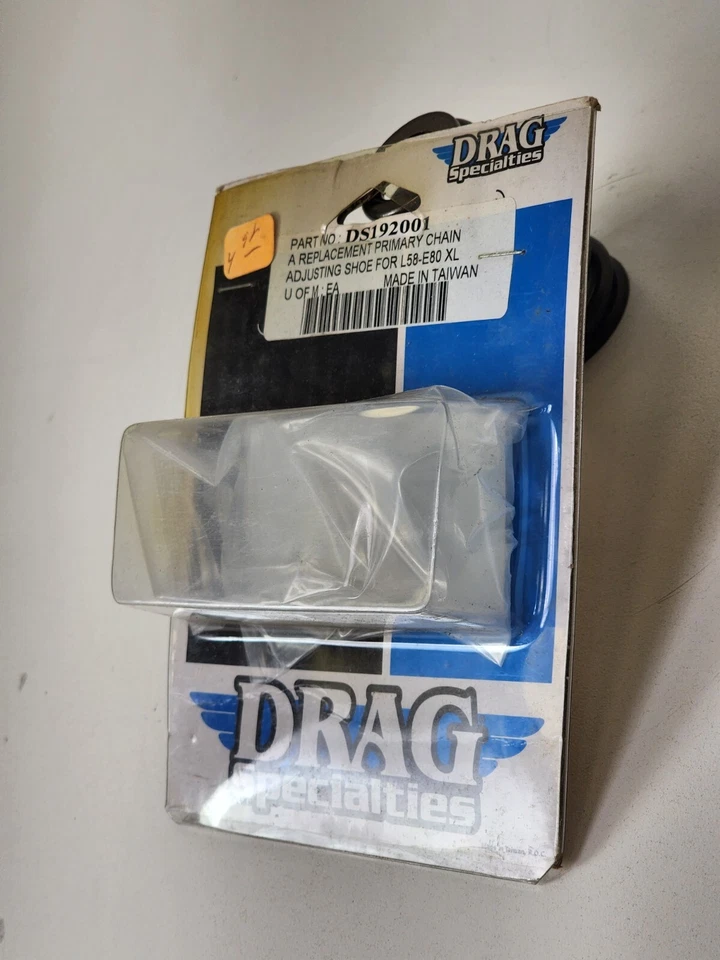 DRAG
Specialties
PART NO : DS192001
A REPLACEMENT PRIMARY CHAIN
ADJUSTING SHOE FOR L58-E80 XL
U OF M : EA MADE IN TAIWAN
DRAG
Specialties